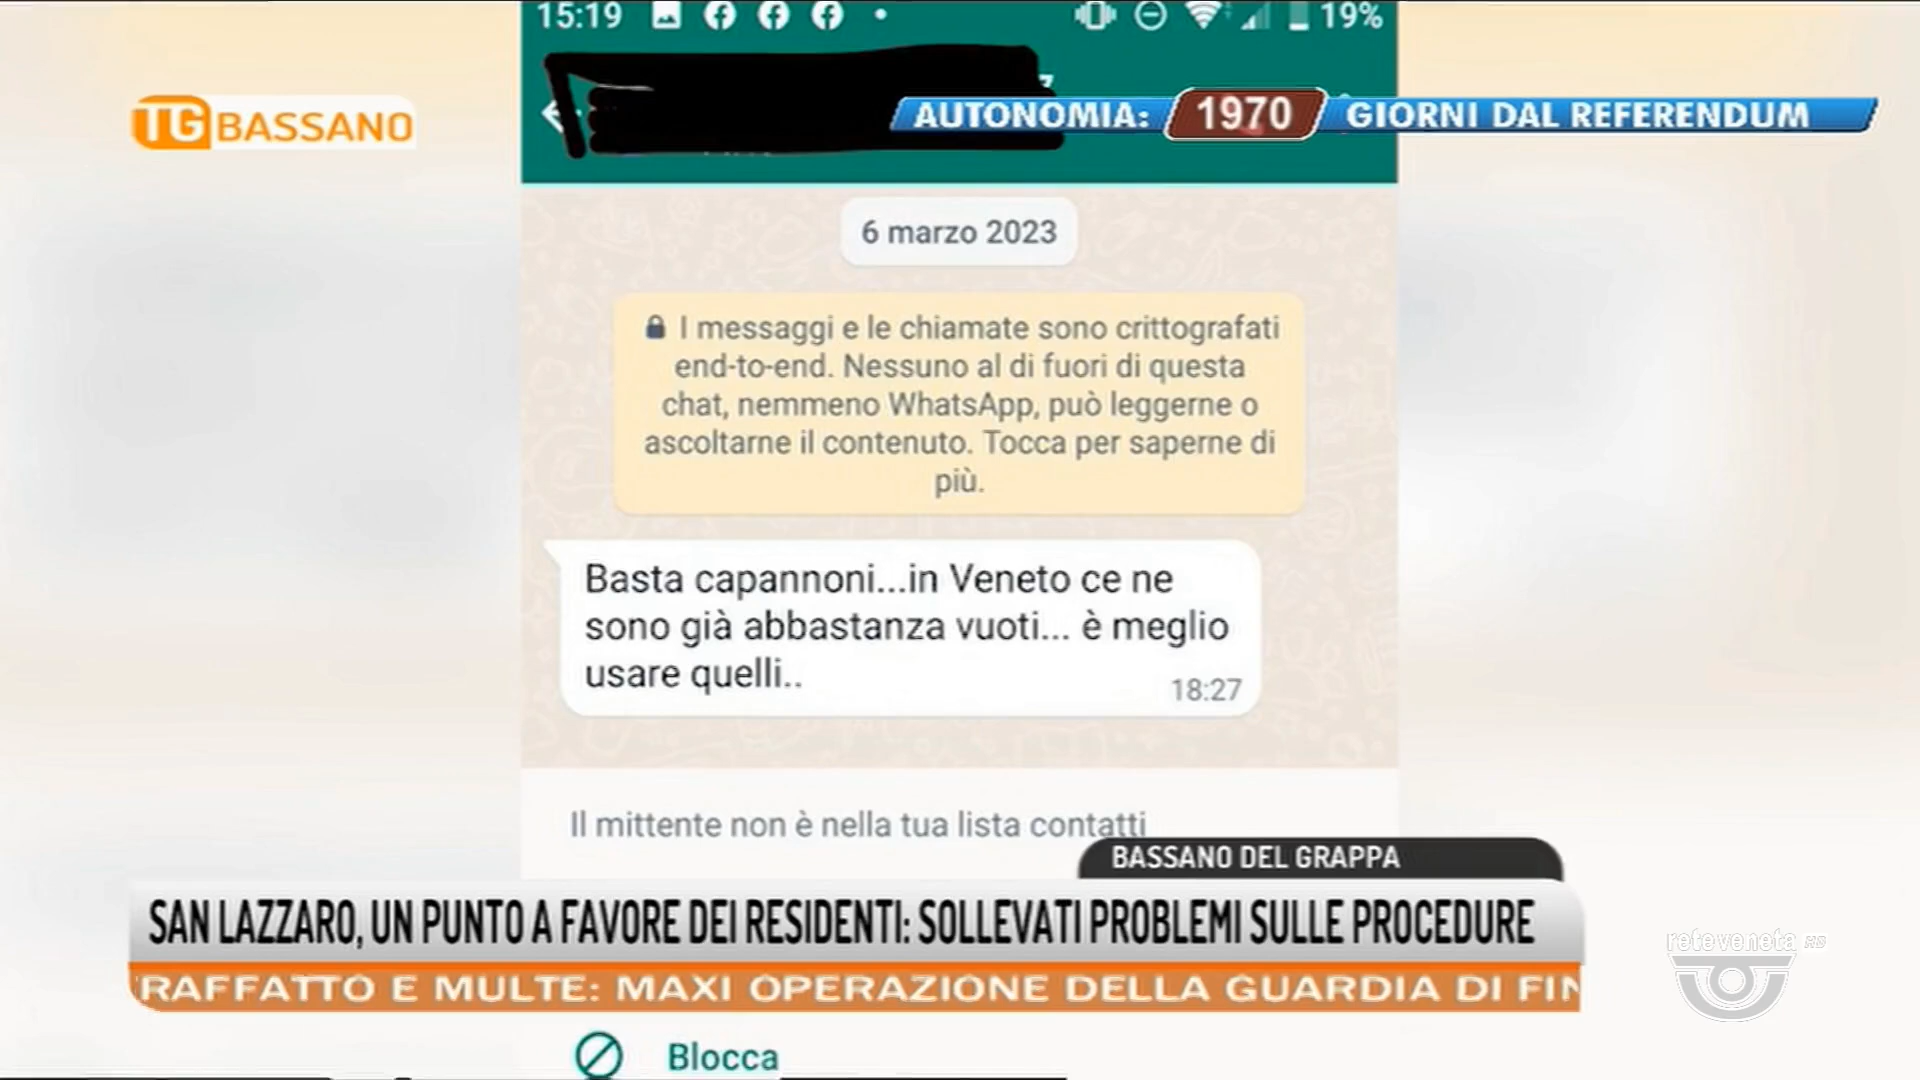 15:19
19%
TG BASSANO
AUTONOMIA: 1970 GIORNI DAL REFERENDUM
6 marzo 2023
I messaggi e le chiamate sono crittografati
end-to-end. Nessuno al di fuori di questa
chat, nemmeno WhatsApp, può leggerne o
ascoltarne il contenuto. Tocca per saperne di
più.
Basta capannoni...in Veneto ce ne
sono già abbastanza vuoti... è meglio
usare quelli..
18:27
Il mittente non è nella tua lista contatti
BASSANO DEL GRAPPA
SAN LAZZARO, UN PUNTO A FAVORE DEI RESIDENTI: SOLLEVATI PROBLEMI SULLE PROCEDURE
reteveneta HD
RAFFATTO E MULTE: MAXI OPERAZIONE DELLA GUARDIA DI FIN
Blocca